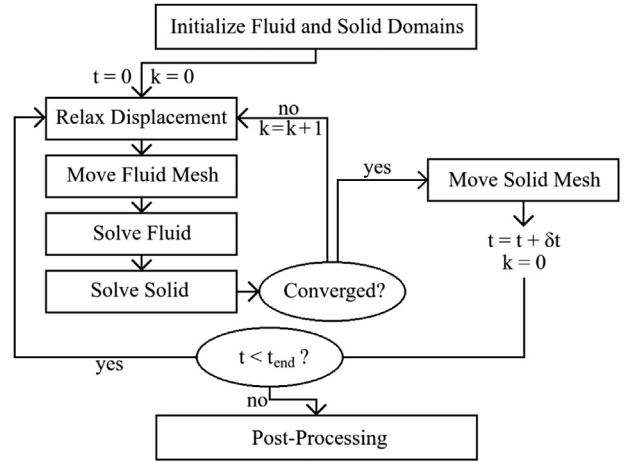 Initialize Fluid and Solid Domains
t = 0 k = 0
Relax Displacement
no
k=k+1
Move Fluid Mesh
yes
Move Solid Mesh
Solve Fluid
t = t + δt
k = 0
Solve Solid
Converged?
t < t_end ?
yes
no
Post-Processing